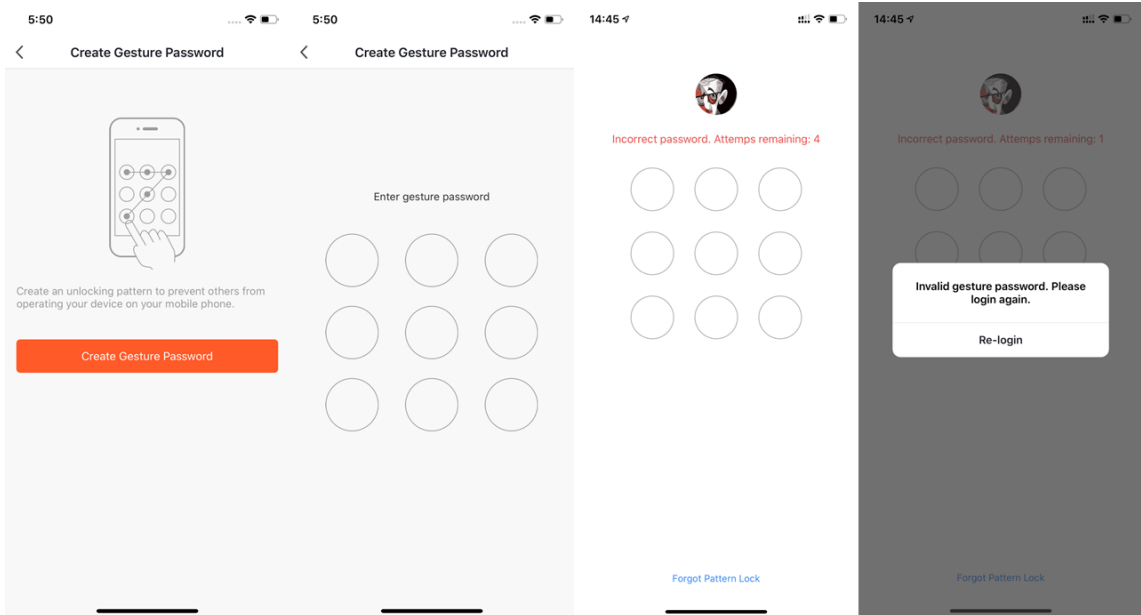 5:50
Create Gesture Password
Create an unlocking pattern to prevent others from
operating your device on your mobile phone.
Create Gesture Password
5:50
Create Gesture Password
Enter gesture password
14:45
Incorrect password. Attemps remaining: 4
Forgot Pattern Lock
14:45
Incorrect password. Attemps remaining: 1
Invalid gesture password. Please
login again.
Re-login
Forgot Pattern Lock